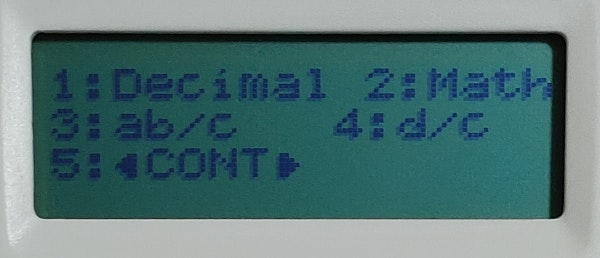 1:Decimal 2:Math
3:ab/c 4:d/c
5:◀CONT▶